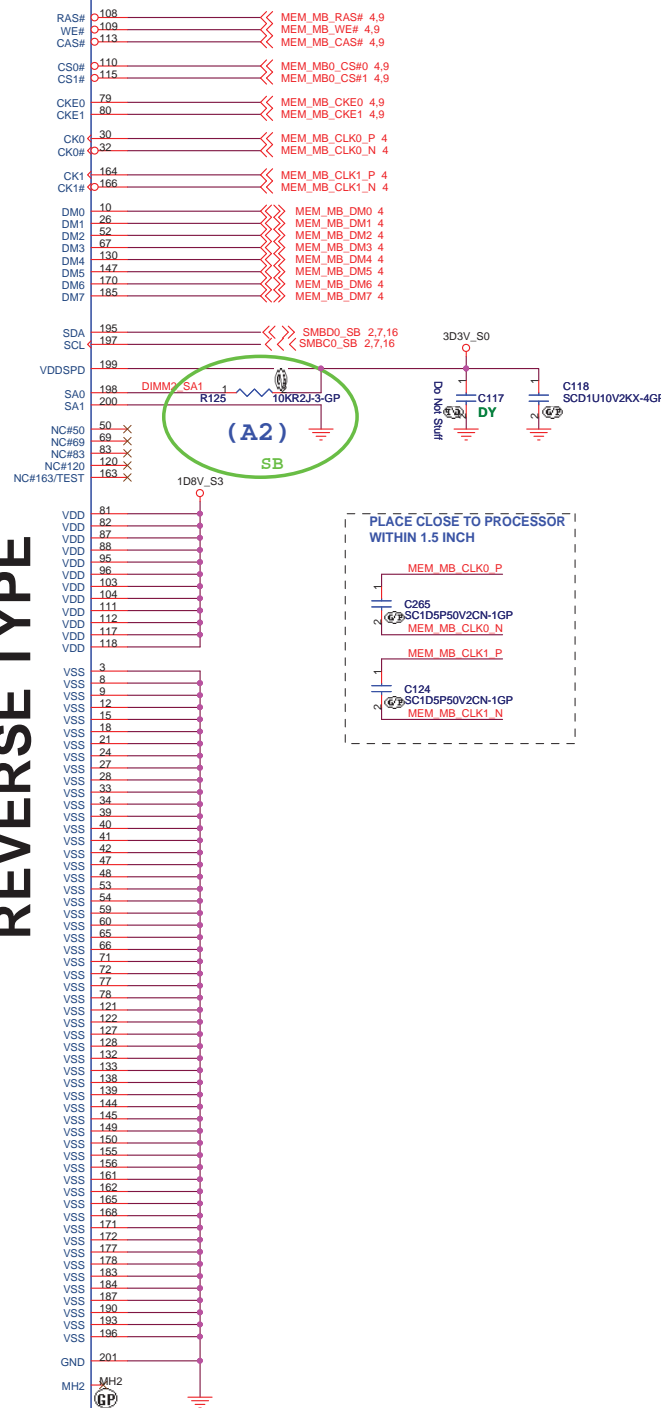 RAS# 108 MEM_MB_RAS# 4,9
WE# 109 MEM_MB_WE# 4,9
CAS# 113 MEM_MB_CAS# 4,9
CS0# 110 MEM_MB0_CS#0 4,9
CS1# 115 MEM_MB0_CS#1 4,9
CKE0 79 MEM_MB_CKE0 4,9
CKE1 80 MEM_MB_CKE1 4,9
CK0 30 MEM_MB_CLK0_P 4
CK0# 32 MEM_MB_CLK0_N 4
CK1 164 MEM_MB_CLK1_P 4
CK1# 166 MEM_MB_CLK1_N 4
DM0 10 MEM_MB_DM0 4
DM1 26 MEM_MB_DM1 4
DM2 52 MEM_MB_DM2 4
DM3 67 MEM_MB_DM3 4
DM4 130 MEM_MB_DM4 4
DM5 147 MEM_MB_DM5 4
DM6 170 MEM_MB_DM6 4
DM7 185 MEM_MB_DM7 4
SDA 195 SMBD0_SB 2,7,16
SCL 197 SMBC0_SB 2,7,16
3D3V_S0
VDDSPD 199
SA0 198 DIMM2_SA1 1 R125 10KR2J-3-GP
SA1 200
(A2)
SB
Do Not Stuff
1 C117 2 DY
1 C118 2
SCD1U10V2KX-4GP
NC#50 50
NC#69 69
NC#83 83
NC#120 120
NC#163/TEST 163
1D8V_S3
VDD 81
VDD 82
VDD 87
VDD 88
VDD 95
VDD 96
VDD 103
VDD 104
VDD 111
VDD 112
VDD 117
VDD 118
PLACE CLOSE TO PROCESSOR
WITHIN 1.5 INCH
MEM_MB_CLK0_P
1 C265 2
SC1D5P50V2CN-1GP
MEM_MB_CLK0_N
MEM_MB_CLK1_P
1 C124 2
SC1D5P50V2CN-1GP
MEM_MB_CLK1_N
REVERSE TYPE
VSS 3
VSS 8
VSS 9
VSS 12
VSS 15
VSS 18
VSS 21
VSS 24
VSS 27
VSS 28
VSS 33
VSS 34
VSS 39
VSS 40
VSS 41
VSS 42
VSS 47
VSS 48
VSS 53
VSS 54
VSS 59
VSS 60
VSS 65
VSS 66
VSS 71
VSS 72
VSS 77
VSS 78
VSS 121
VSS 122
VSS 127
VSS 128
VSS 132
VSS 133
VSS 138
VSS 139
VSS 144
VSS 145
VSS 149
VSS 150
VSS 155
VSS 156
VSS 161
VSS 162
VSS 165
VSS 168
VSS 171
VSS 172
VSS 177
VSS 178
VSS 183
VSS 184
VSS 187
VSS 190
VSS 193
VSS 196
GND 201
MH2 MH2
GP